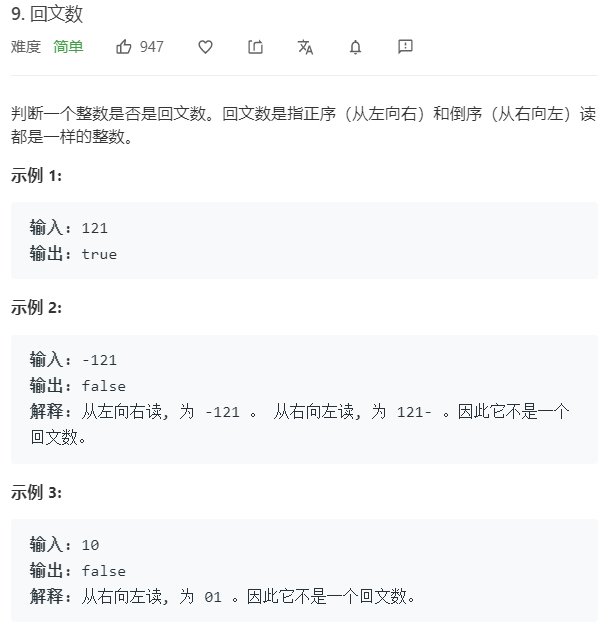 9. 回文数
难度 简单 947
判断一个整数是否是回文数。回文数是指正序（从左向右）和倒序（从右向左）读
都是一样的整数。
示例 1:
输入: 121
输出: true
示例 2:
输入: -121
输出: false
解释: 从左向右读, 为 -121 。 从右向左读, 为 121- 。因此它不是一个
回文数。
示例 3:
输入: 10
输出: false
解释: 从右向左读, 为 01 。因此它不是一个回文数。